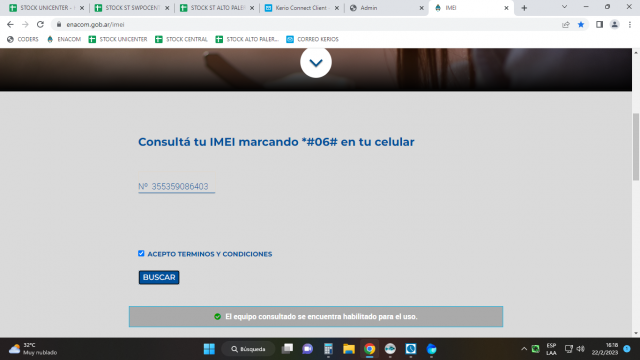 STOCK UNICENTER -
STOCK ST SWPOCENT
STOCK ST ALTO PALE
Kerio Connect Client
Admin
IMEI
enacom.gob.ar/imei
CODERS
ENACOM
STOCK UNICENTER
STOCK CENTRAL
STOCK ALTO PALER...
CORREO KERIOS
Consultá tu IMEI marcando *#06# en tu celular
Nº 355359086403
ACEPTO TERMINOS Y CONDICIONES
BUSCAR
El equipo consultado se encuentra habilitado para el uso.
32°C
Muy nublado
Búsqueda
ESP
LAA
16:18
22/2/2023